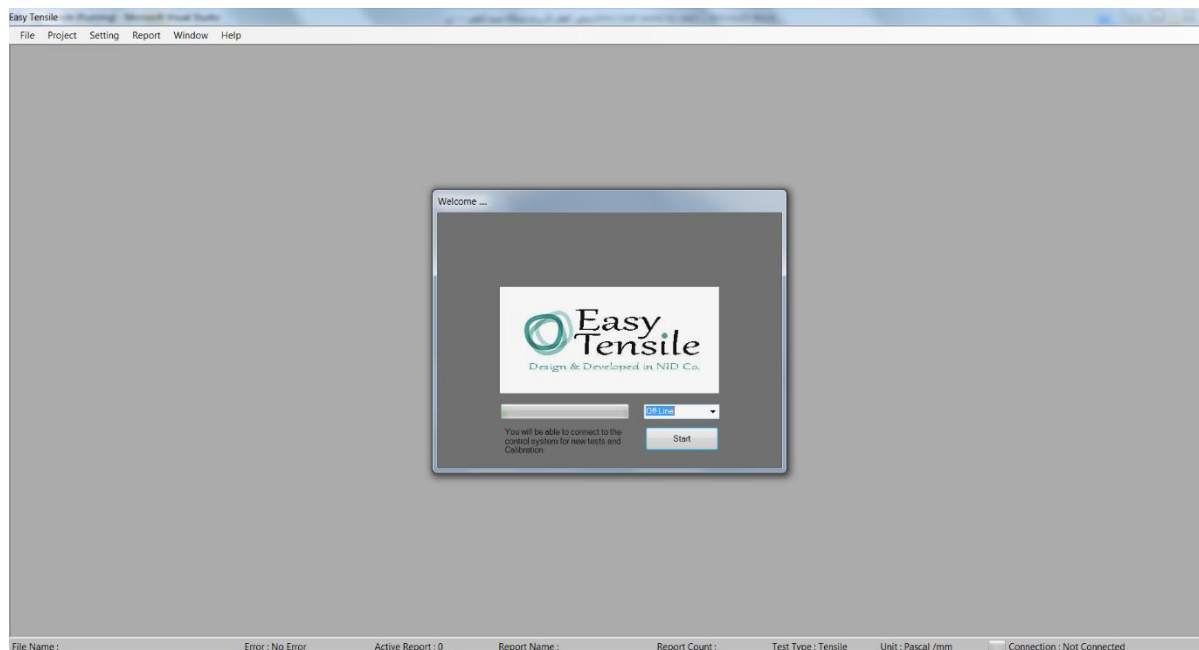 Easy Tensile
File Project Setting Report Window Help
Welcome ....
Easy
Tensile
Design & Developed in NID Co.
Off-Line
You will be able to connect to the
control system for new tests and
Calibration.
Start
File Name : Error : No Error Active Report : 0 Report Name : Report Count : Test Type : Tensile Unit : Pascal /mm Connection : Not Connected